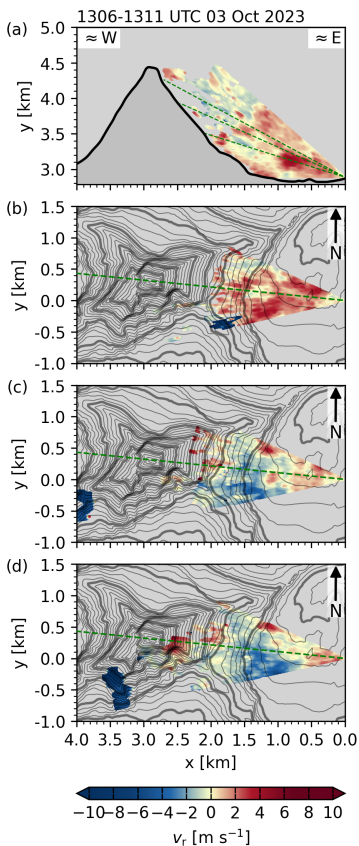 1306-1311 UTC 03 Oct 2023
(a)
≈ W
≈ E
5.0
4.5
4.0
3.5
3.0
y [km]
(b)
1.5
1.0
0.5
0.0
-0.5
-1.0
y [km]
N
(c)
1.5
1.0
0.5
0.0
-0.5
-1.0
y [km]
N
(d)
1.5
1.0
0.5
0.0
-0.5
-1.0
y [km]
N
4.0 3.5 3.0 2.5 2.0 1.5 1.0 0.5 0.0
x [km]
−10 −8 −6 −4 −2 0 2 4 6 8 10
vr [m s−1]